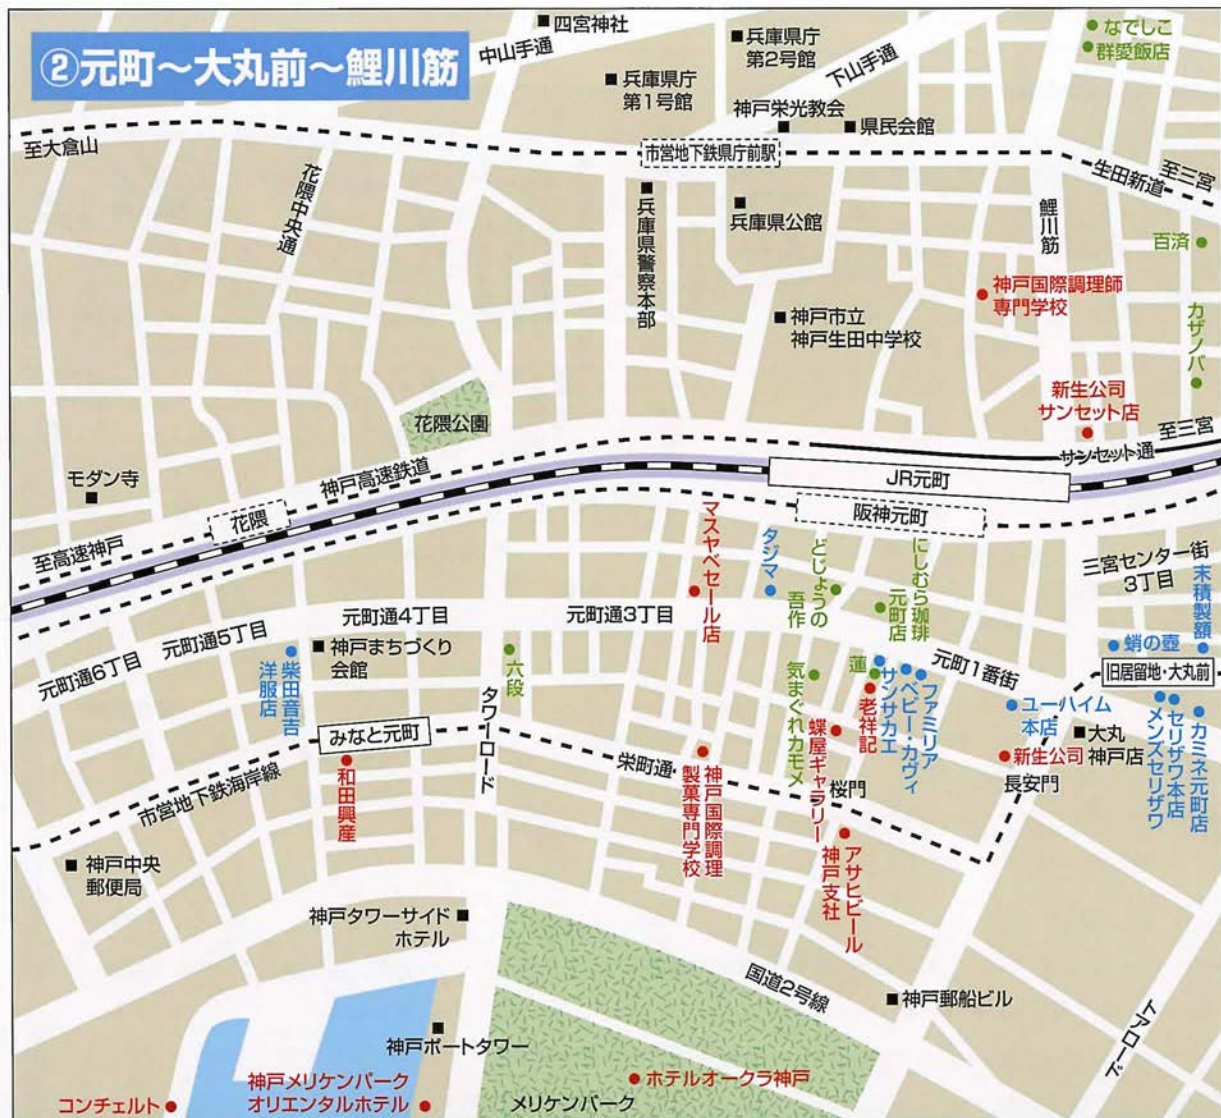 ②元町～大丸前～鯉川筋
四宮神社
中山手通
兵庫県庁
第2号館
下山手通
なでしこ
群愛飯店
兵庫県庁
第1号館
神戸栄光教会
県民会館
至大倉山
市営地下鉄県庁前駅
生田新道
至三宮
花隈中央通
兵庫県警察本部
兵庫県公館
鯉川筋
百済
神戸国際調理師
専門学校
神戸市立
神戸生田中学校
カザノバ
新生公司
サンセット店
花隈公園
至三宮
サンセット通
モダン寺
神戸高速鉄道
JR元町
花隈
阪神元町
至高速神戸
マスヤベセール店
タジマ
どじょうの
吾作
にしむら珈琲
元町店
三宮センター街
3丁目
末積製額
元町通4丁目
元町通3丁目
元町通5丁目
元町通6丁目
柴田音吉
洋服店
神戸まちづくり
会館
六段
タワーロード
気まぐれカモメ
蓮
老祥記
サンサカエ
ベビー・カヴィ
ファミリア
元町1番街
蛸の壺
旧居留地・大丸前
ユーハイム
本店
大丸
神戸店
セリザワ本店
メンズセリザワ
カミネ元町店
みなと元町
和田興産
市営地下鉄海岸線
栄町通
神戸国際調理
製菓専門学校
蝶屋ギャラリー
桜門
新生公司
長安門
アサヒビール
神戸支社
神戸中央
郵便局
神戸タワーサイド
ホテル
国道2号線
神戸郵船ビル
トアロード
神戸ポートタワー
神戸メリケンパーク
オリエンタルホテル
ホテルオークラ神戸
コンチェルト
メリケンパーク